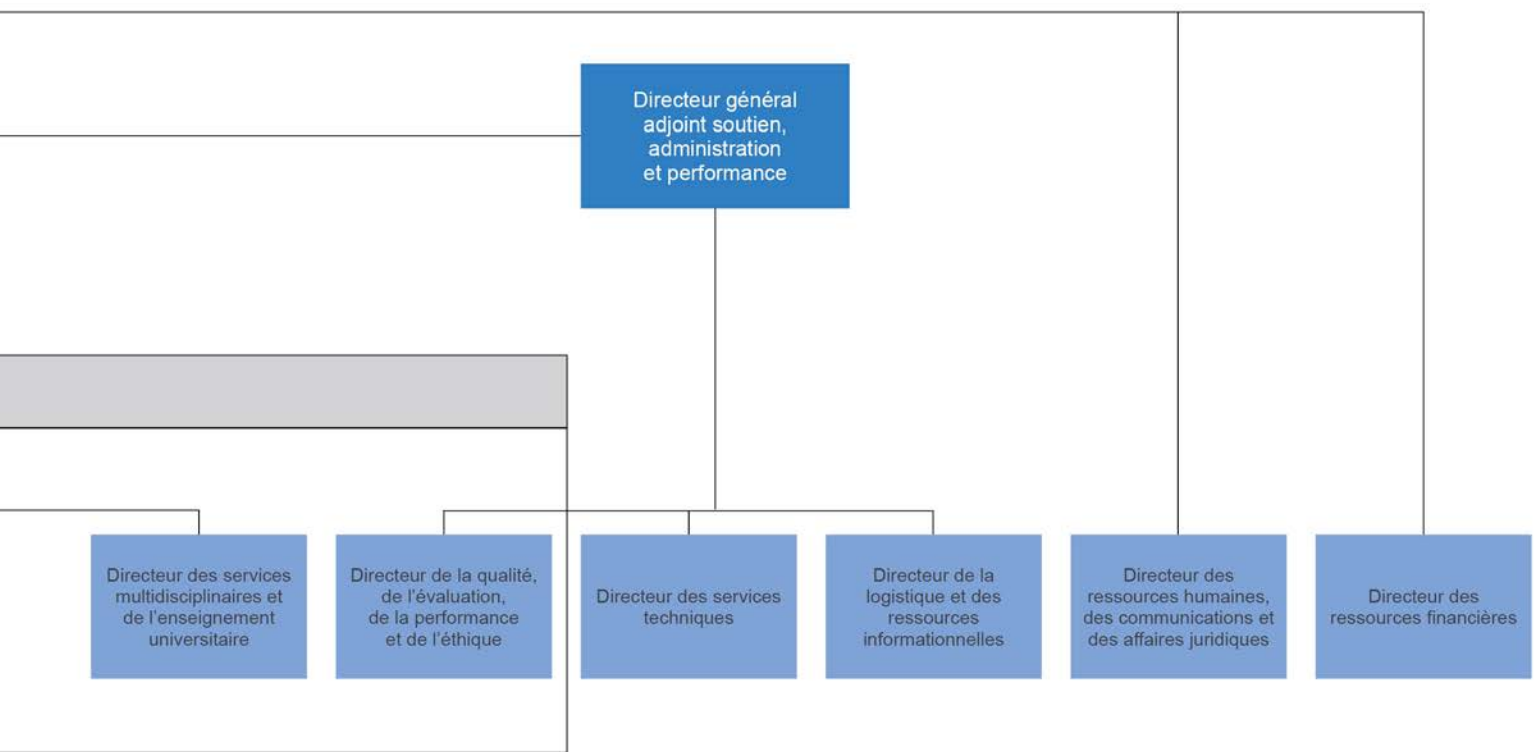 Directeur général
adjoint soutien,
administration
et performance
Directeur des services
multidisciplinaires et
de l'enseignement
universitaire
Directeur de la qualité,
de l'évaluation,
de la performance
et de l'éthique
Directeur des services
techniques
Directeur de la
logistique et des
ressources
informationnelles
Directeur des
ressources humaines,
des communications et
des affaires juridiques
Directeur des
ressources financières